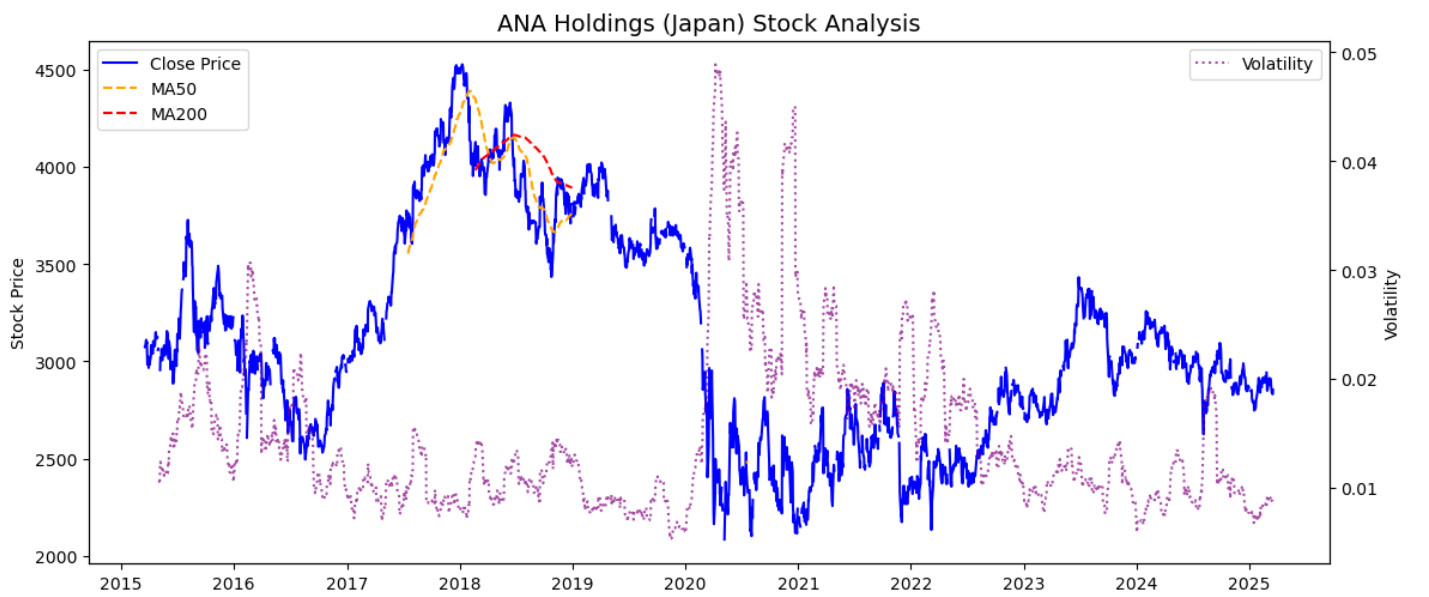 ANA Holdings (Japan) Stock Analysis
Close Price
MA50
MA200
Volatility
Stock Price
4500
4000
3500
3000
2500
2000
0.05
0.04
0.03
0.02
0.01
Volatility
2015 2016 2017 2018 2019 2020 2021 2022 2023 2024 2025